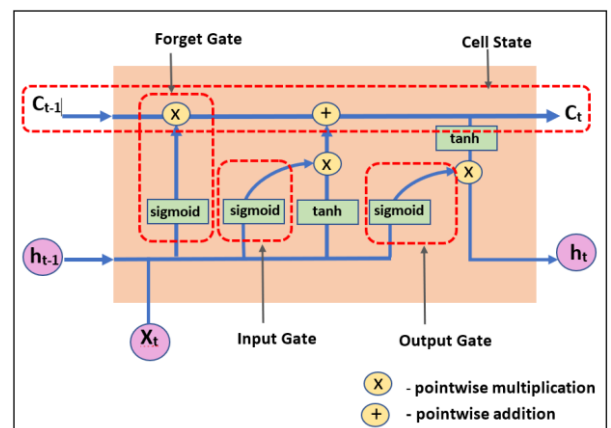 Forget Gate
Cell State
Ct-1
x
+
Ct
tanh
x
x
sigmoid
sigmoid
tanh
sigmoid
ht-1
ht
Xt
Input Gate
Output Gate
x - pointwise multiplication
+ - pointwise addition